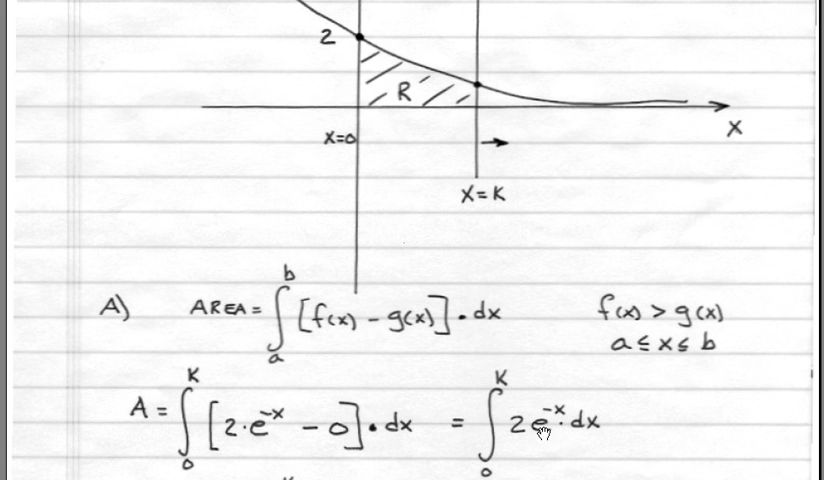 2
R
x=0
x
x=K
A) AREA = ∫ₐᵇ [f(x) - g(x)] • dx f(x) > g(x)
a ≤ x ≤ b
A = ∫₀ᴷ [2·e⁻ˣ - 0] • dx = ∫₀ᴷ 2e⁻ˣ·dx